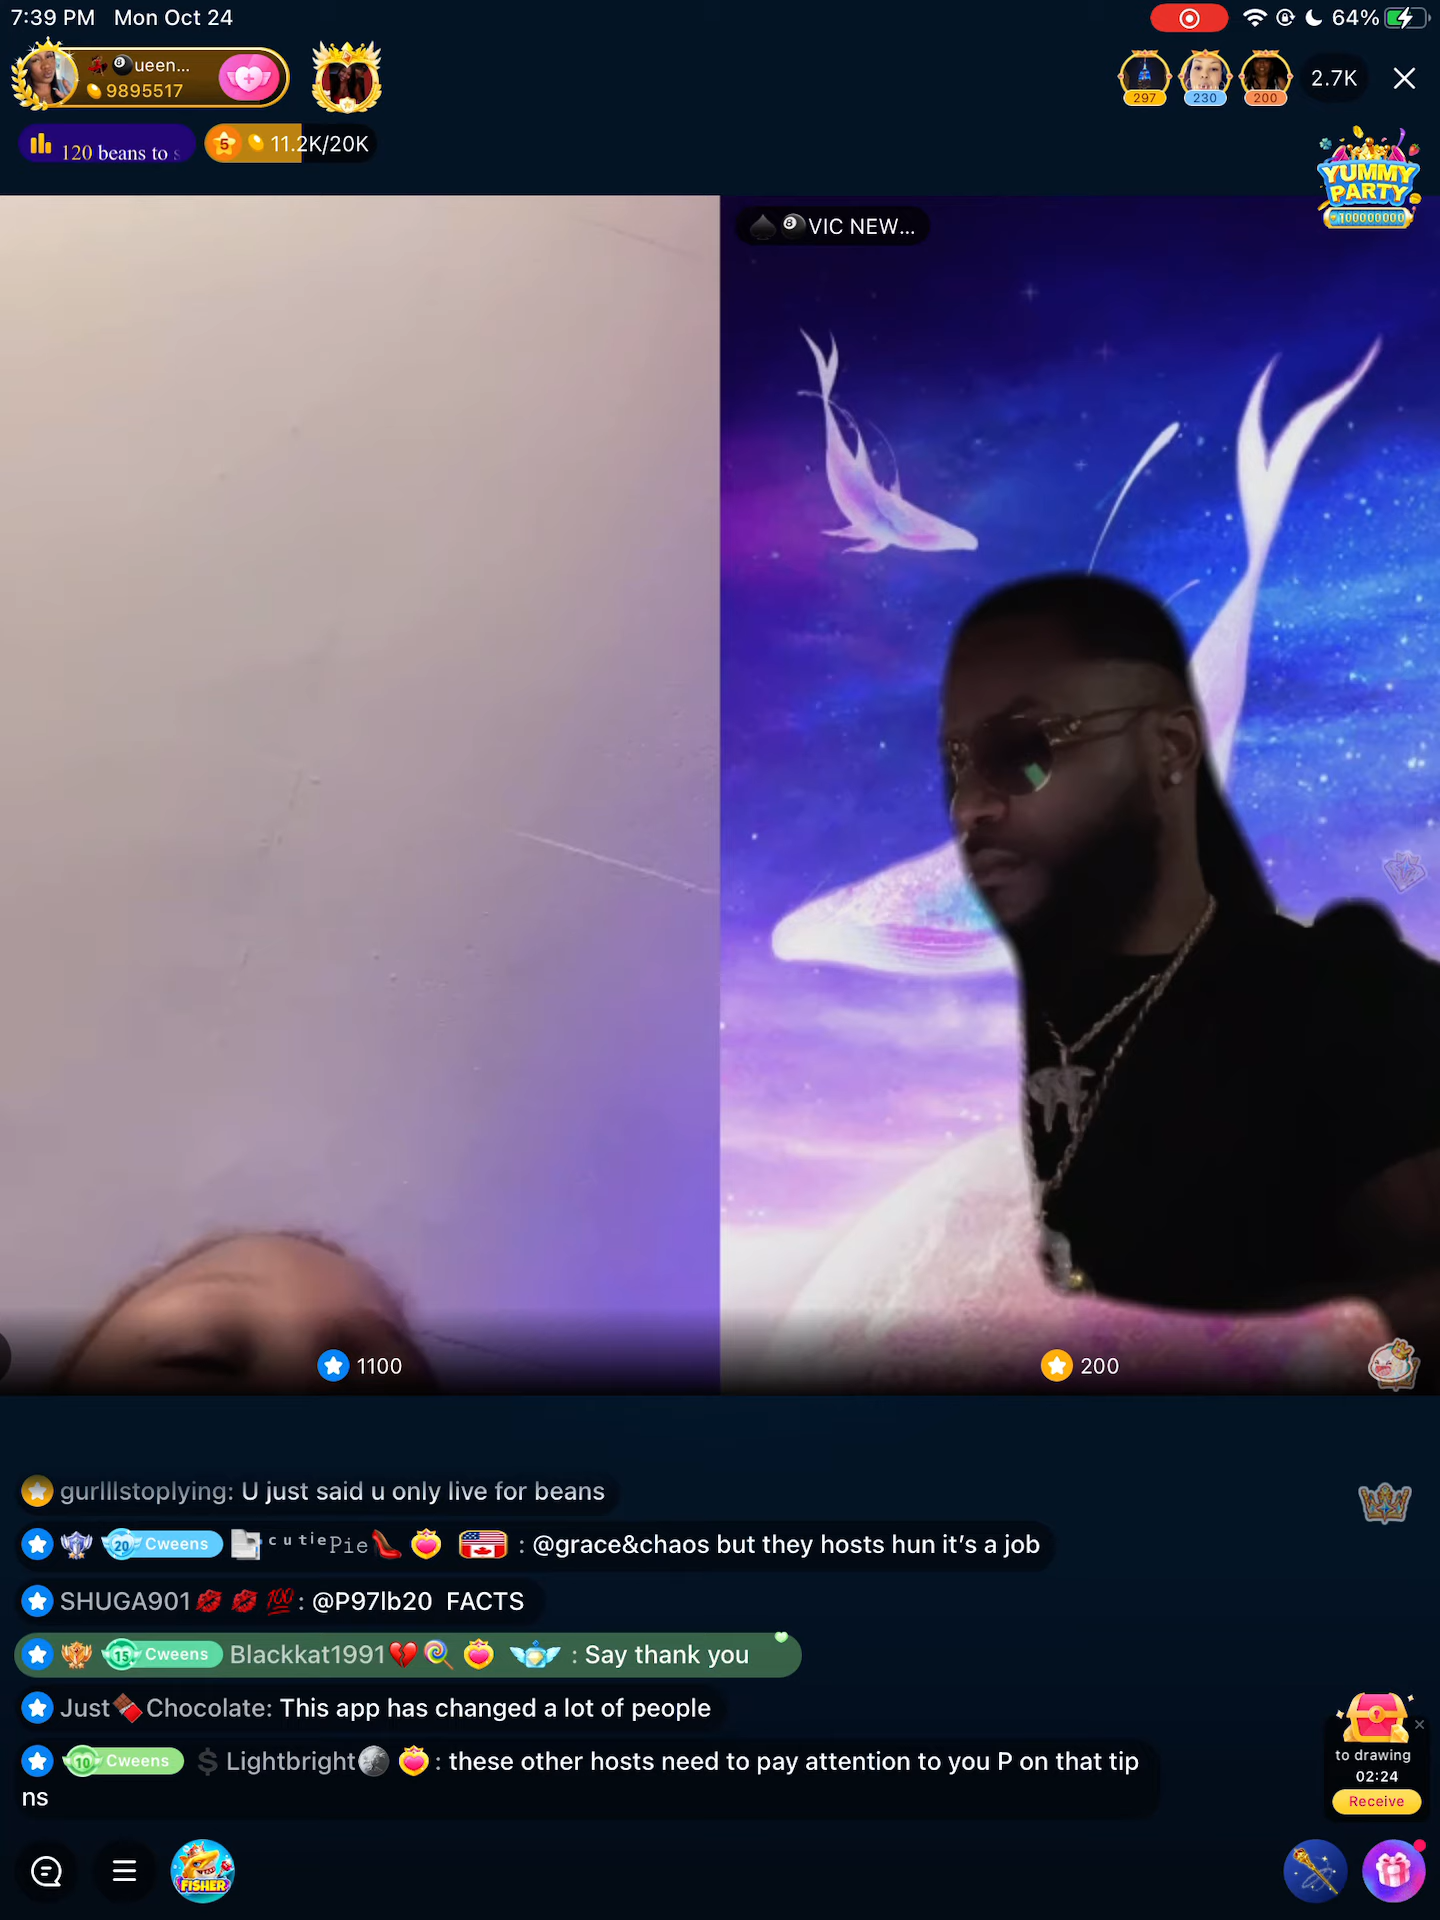 7:39 PM Mon Oct 24
64%
ueen...
9895517
297
230
200
2.7K
120 beans to s
5
11.2K/20K
YUMMY
PARTY
100000000
8 VIC NEW...
1100
200
gurlllstoplying: U just said u only live for beans
20 Cweens ᶜᵘᵗⁱᵉPie : @grace&chaos but they hosts hun it’s a job
SHUGA901 100 : @P97lb20 FACTS
15 Cweens Blackkat1991 : Say thank you
Just Chocolate: This app has changed a lot of people
10 Cweens $ Lightbright : these other hosts need to pay attention to you P on that tip
ns
to drawing
02:24
Receive
FISHER